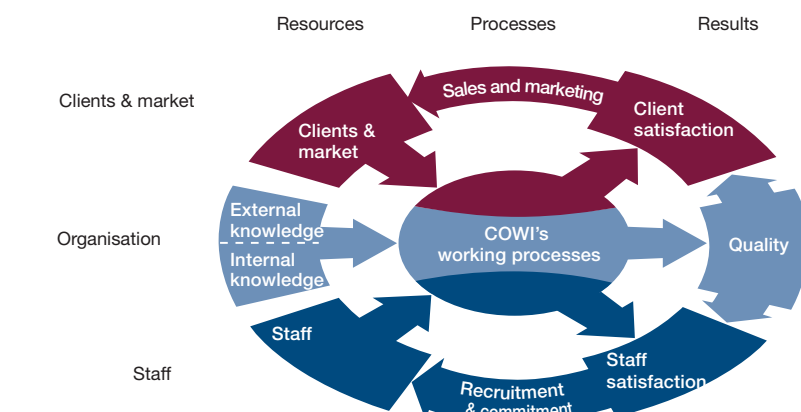 Resources
Processes
Results
Clients & market
Sales and marketing
Clients &
market
Client
satisfaction
Organisation
External
knowledge
Internal
knowledge
COWI's
working processes
Quality
Staff
Staff
Staff
satisfaction
Recruitment
& commitment